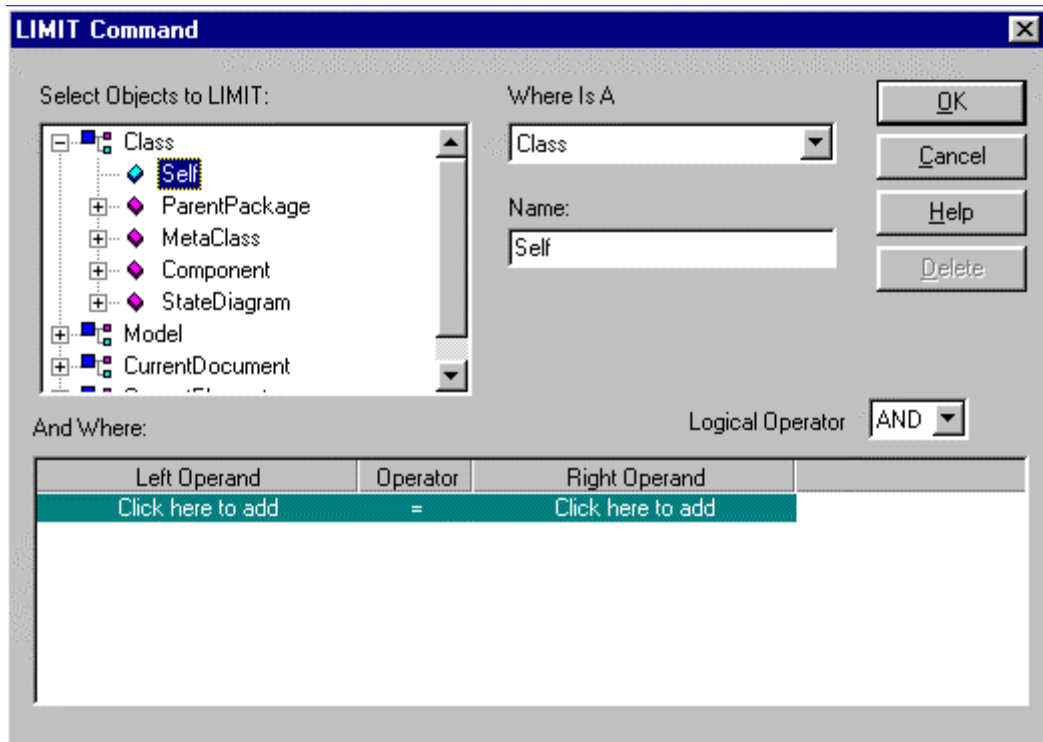 LIMIT Command
Select Objects to LIMIT:
Class
Self
ParentPackage
MetaClass
Component
StateDiagram
Model
CurrentDocument
Where Is A
Class
Name:
Self
OK
Cancel
Help
Delete
Logical Operator AND
And Where:
Left Operand Operator Right Operand
Click here to add = Click here to add